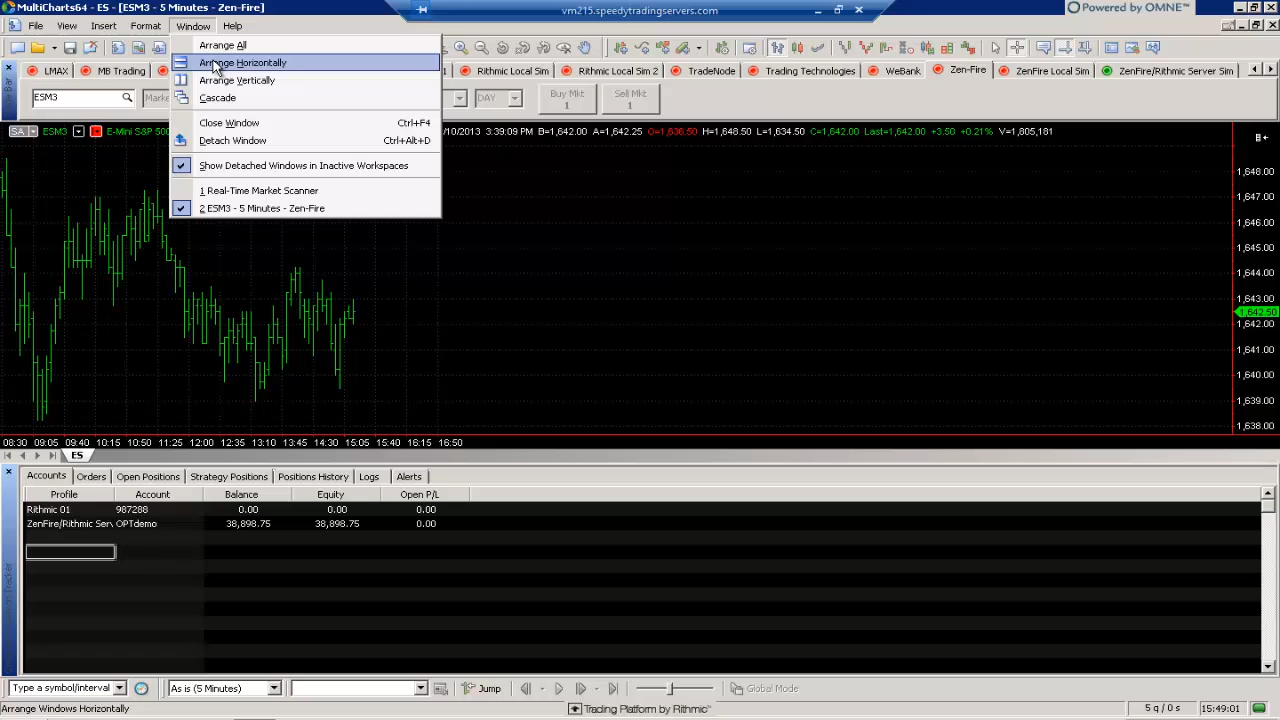 MultiCharts64 - ES - [ESM3 - 5 Minutes - Zen-Fire]
vm215.speedytradingservers.com
Powered by OMNE™
File View Insert Format Window Help
Arrange All
Arrange Horizontally
Arrange Vertically
Cascade
Close Window Ctrl+F4
Detach Window Ctrl+Alt+D
Show Detached Windows in Inactive Workspaces
1 Real-Time Market Scanner
2 ESM3 - 5 Minutes - Zen-Fire
LMAX MB Trading Rithmic Local Sim Rithmic Local Sim 2 TradeNode Trading Technologies WeBank Zen-Fire Zen-Fire Local Sim ZenFire/Rithmic Server Sim
ESM3 DAY
Buy Mkt
1
Sell Mkt
1
SA ESM3 E-Mini S&P 500 /10/2013 3:39:09 PM B=1,642.00 A=1,642.25 O=1,636.50 H=1,648.50 L=1,634.50 C=1,642.00 Last=1,642.00 +3.50 0.21% V=1,805,181
1,648.00
1,647.00
1,646.00
1,645.00
1,644.00
1,643.00
1,642.50
1,642.00
1,641.00
1,640.00
1,639.00
1,638.00
08:30 09:05 09:40 10:15 10:50 11:25 12:00 12:35 13:10 13:45 14:30 15:05 15:40 16:15 16:50
ES
Accounts Orders Open Positions Strategy Positions Positions History Logs Alerts
Profile Account Balance Equity Open P/L
Rithmic 01 987288 0.00 0.00 0.00
ZenFire/Rithmic Serv OPTdemo 38,898.75 38,898.75 0.00
Type a symbol/interval As is (5 Minutes) Jump Global Mode
Arrange Windows Horizontally Trading Platform by Rithmic™ 5 q / 0 s 15:49:01